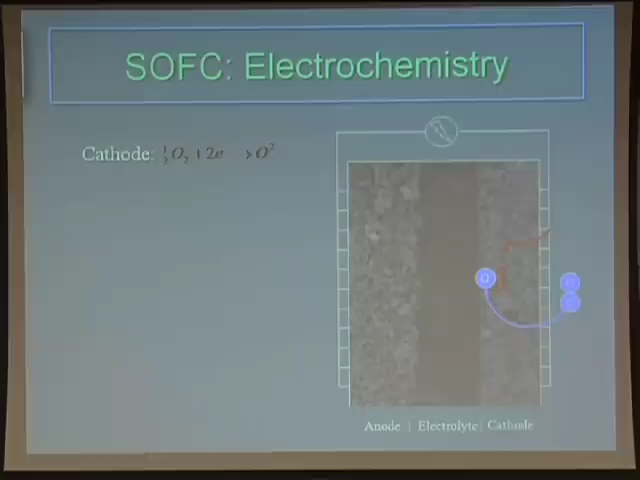 SOFC: Electrochemistry
Cathode: ½O₂ + 2e → O²
O
Anode | Electrolyte | Cathode